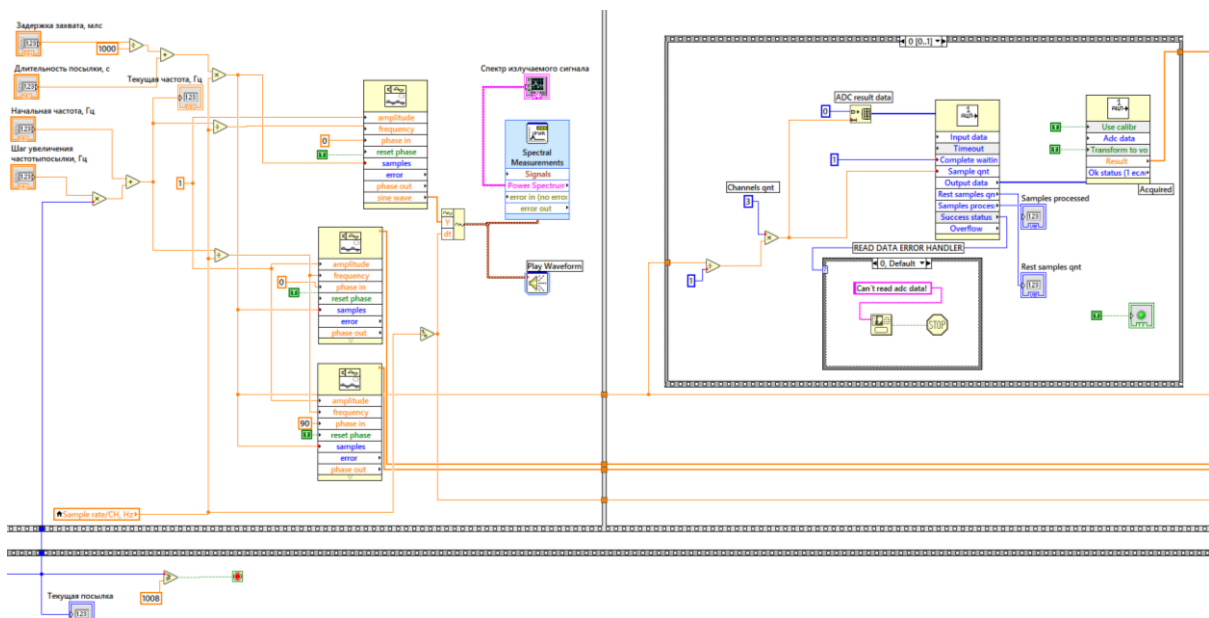 Задержка захвата, млс
1000
Длительность посылки, с
Текущая частота, Гц
Начальная частота, Гц
Шаг увеличения
частотыпосылки, Гц
1
Sample rate/CH, Hz
amplitude
frequency
phase in
reset phase
samples
error
phase out
sine wave
0
amplitude
frequency
phase in
reset phase
samples
error
phase out
0
amplitude
frequency
phase in
reset phase
samples
error
phase out
90
Y
dt
Спектр излучаемого сигнала
Spectral
Measurements
Signals
Power Spectrum
error in (no error
error out
Play Waveform
0 [0..1]
ADC result data
0
Input data
Timeout
Complete waitin
Sample qnt
Output data
Rest samples qn
Samples proces
Success status
Overflow
1
Use calibr
Adc data
Transform to vo
Result
Ok status (1 есл
Acquired
Channels qnt
3
1
Samples processed
Rest samples qnt
READ DATA ERROR HANDLER
0, Default
Can't read adc data!
STOP
1008
Текущая посылка